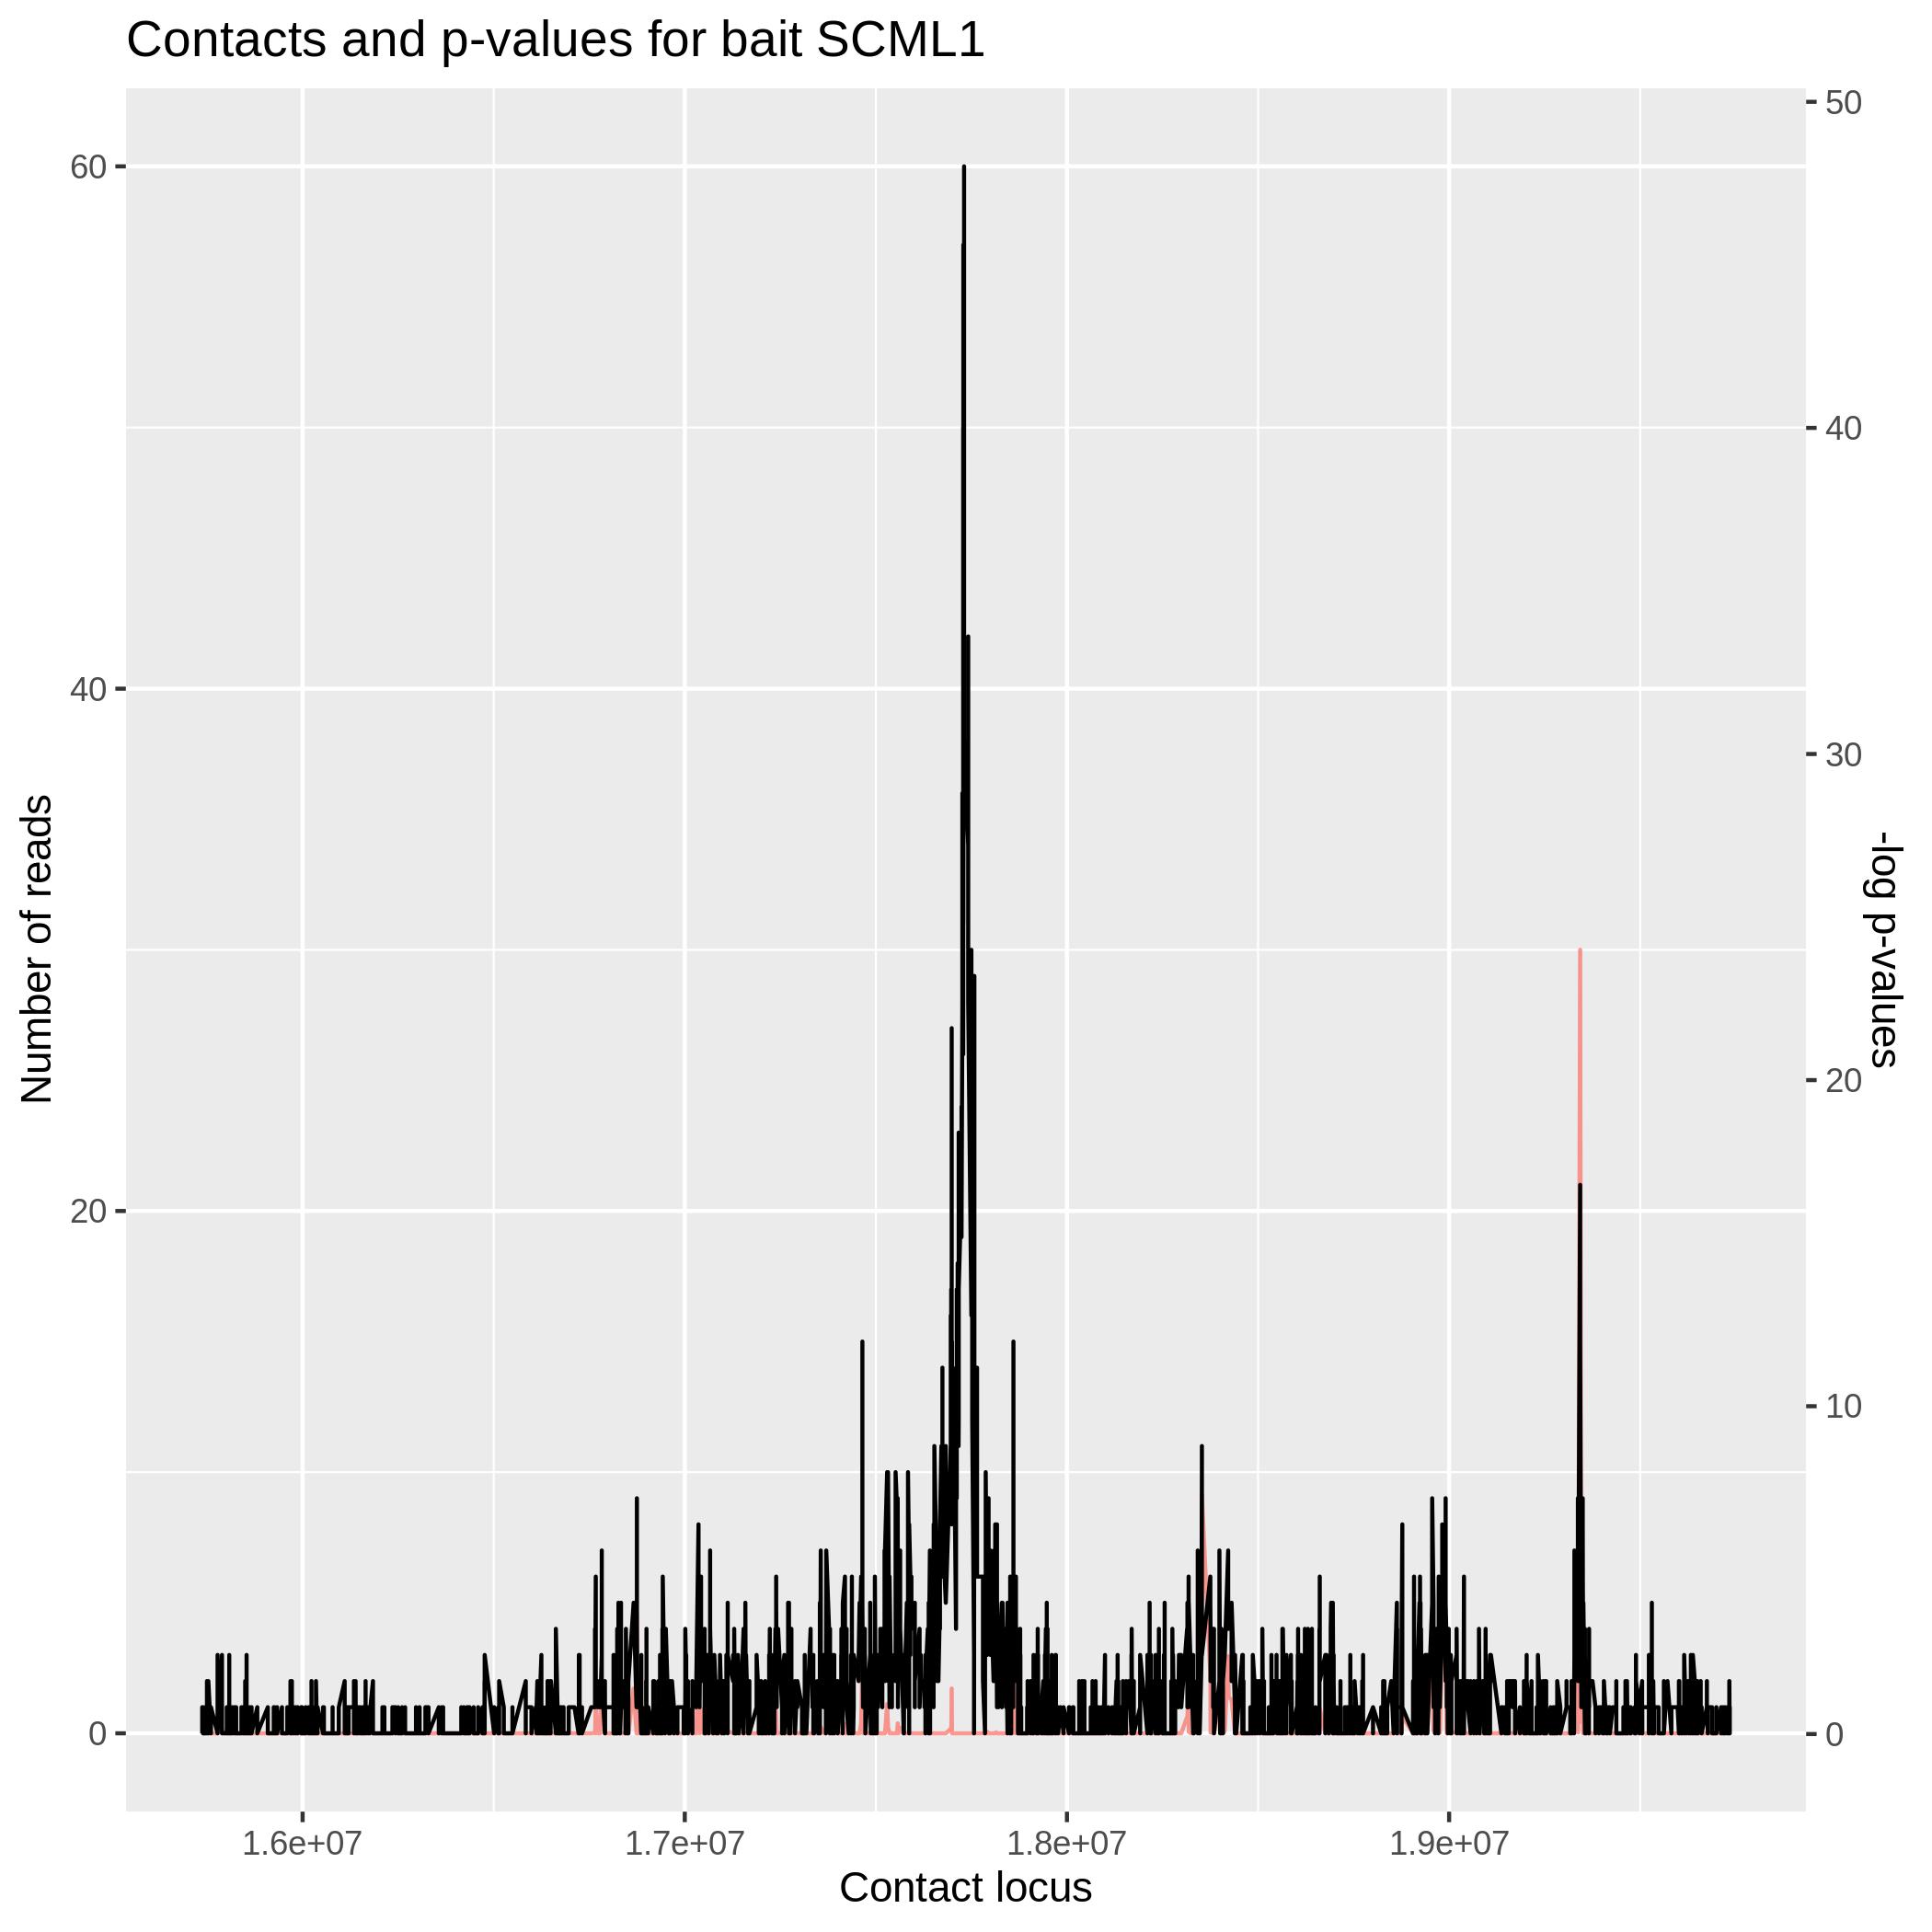 Contacts and p-values for bait SCML1
60
40
20
0
Number of reads
50
40
30
20
10
0
-log p-values
1.6e+07
1.7e+07
1.8e+07
1.9e+07
Contact locus